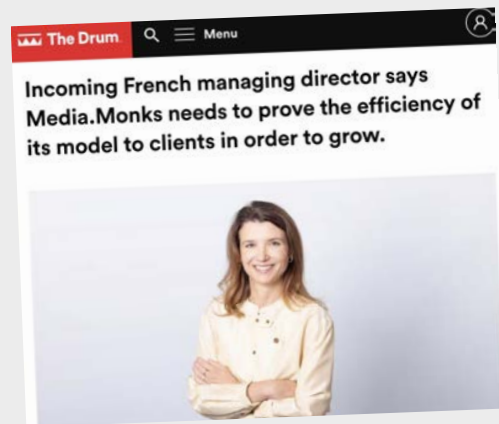 The Drum
Menu
Incoming French managing director says
Media.Monks needs to prove the efficiency of
its model to clients in order to grow.